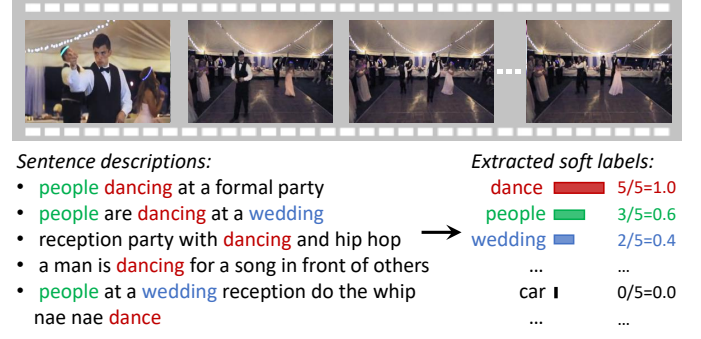 Sentence descriptions:
• people dancing at a formal party
• people are dancing at a wedding
• reception party with dancing and hip hop
• a man is dancing for a song in front of others
• people at a wedding reception do the whip
nae nae dance
Extracted soft labels:
dance 5/5=1.0
people 3/5=0.6
wedding 2/5=0.4
... ...
car 0/5=0.0
... ...